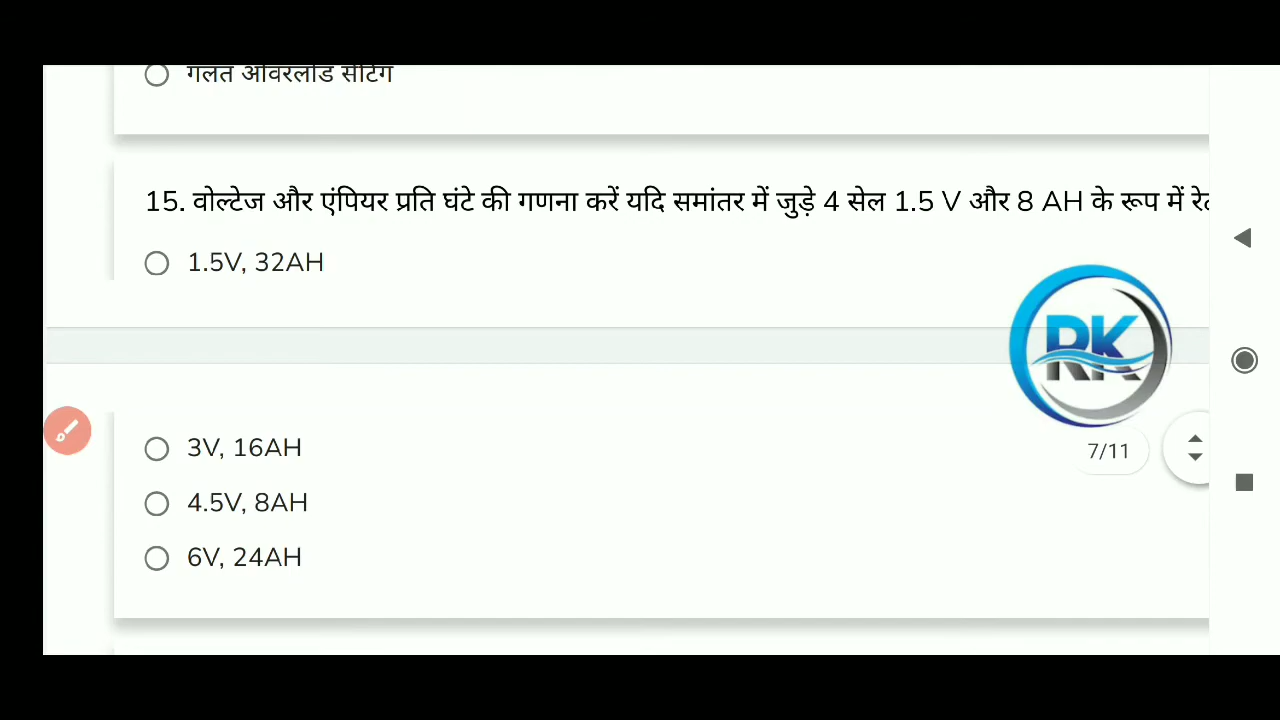 गलत ओवरलोड सेटिंग
15. वोल्टेज और एंपियर प्रति घंटे की गणना करें यदि समांतर में जुड़े 4 सेल 1.5 V और 8 AH के रूप में
1.5V, 32AH
RK
3V, 16AH
7/11
4.5V, 8AH
6V, 24AH